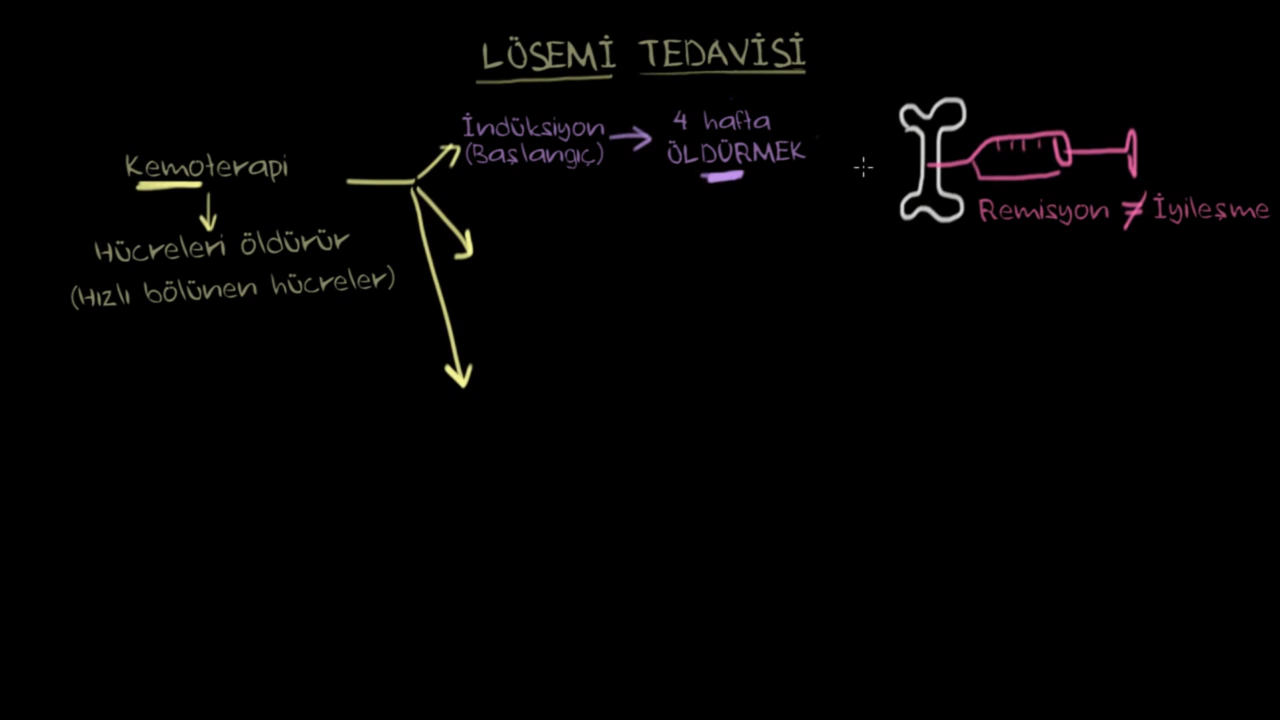 LÖSEMİ TEDAVİSİ
Kemoterapi
Hücreleri öldürür
(Hızlı bölünen hücreler)
İndüksiyon
(Başlangıç)
4 hafta
ÖLDÜRMEK
Remisyon ≠ İyileşme